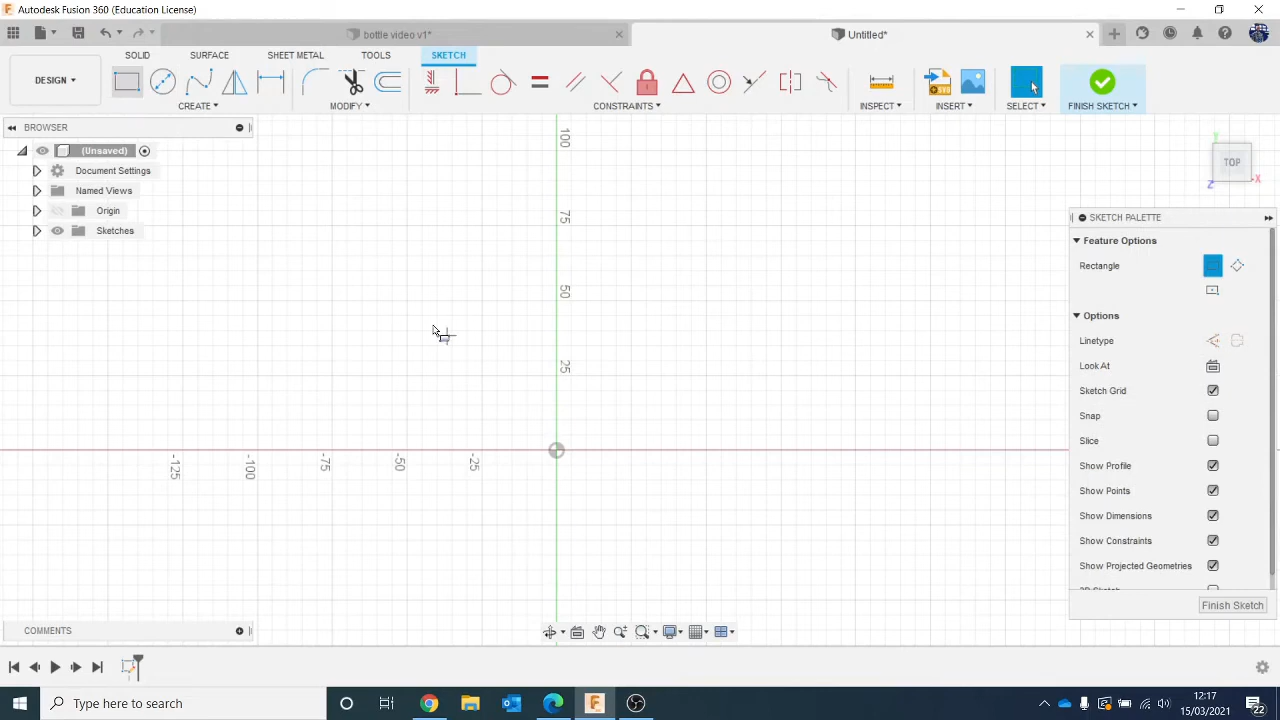 Autodesk Fusion 360 (Education License)
bottle video v1*
Untitled*
DESIGN
SOLID
SURFACE
SHEET METAL
TOOLS
SKETCH
CREATE
MODIFY
CONSTRAINTS
INSPECT
INSERT
SELECT
FINISH SKETCH
SVG
BROWSER
(Unsaved)
Document Settings
Named Views
Origin
Sketches
100
75
50
25
-125
-100
-75
-50
-25
Y
TOP
Z
X
SKETCH PALETTE
Feature Options
Rectangle
Options
Linetype
Look At
Sketch Grid
Snap
Slice
Show Profile
Show Points
Show Dimensions
Show Constraints
Show Projected Geometries
3D Sketch
Finish Sketch
COMMENTS
Type here to search
12:17
15/03/2021
22